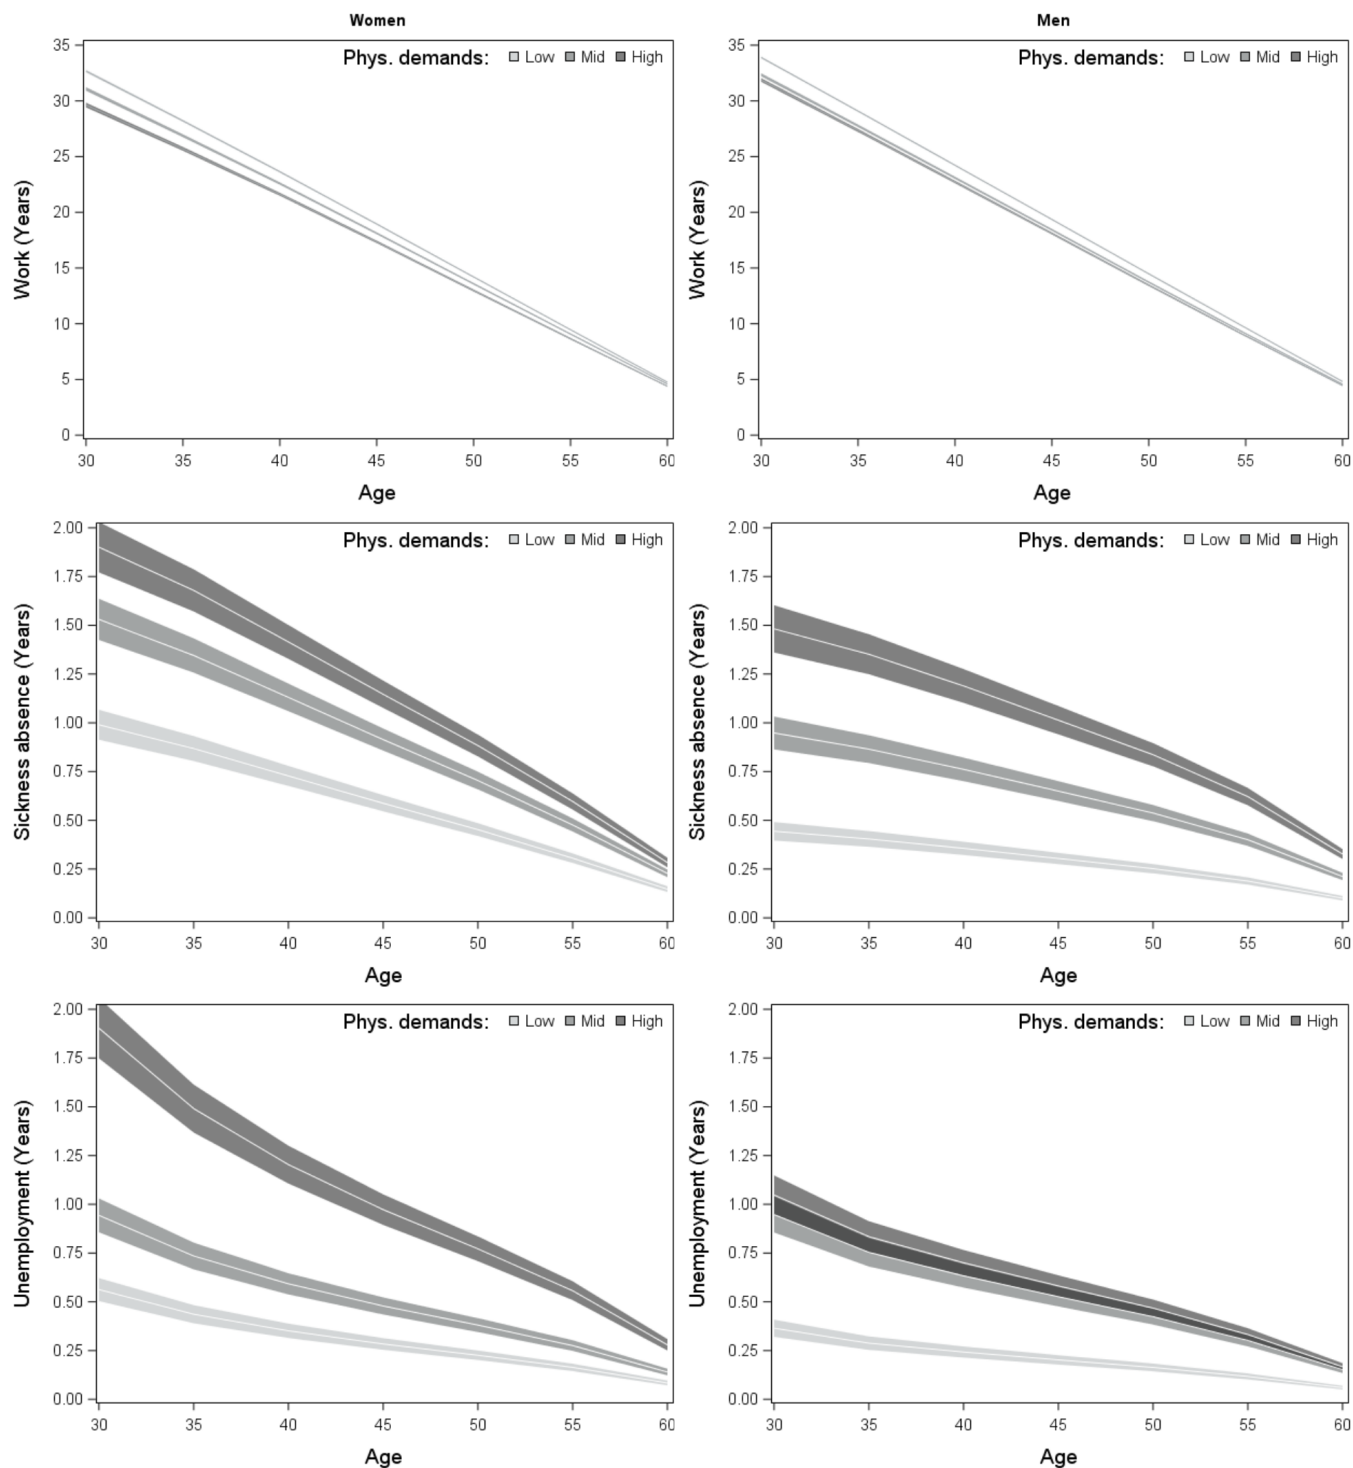 Women
Phys. demands: Low Mid High
Work (Years)
35
30
25
20
15
10
5
0
30 35 40 45 50 55 60
Age
Men
Phys. demands: Low Mid High
Work (Years)
35
30
25
20
15
10
5
0
30 35 40 45 50 55 60
Age
Phys. demands: Low Mid High
Sickness absence (Years)
2.00
1.75
1.50
1.25
1.00
0.75
0.50
0.25
0.00
30 35 40 45 50 55 60
Age
Phys. demands: Low Mid High
Sickness absence (Years)
2.00
1.75
1.50
1.25
1.00
0.75
0.50
0.25
0.00
30 35 40 45 50 55 60
Age
Phys. demands: Low Mid High
Unemployment (Years)
2.00
1.75
1.50
1.25
1.00
0.75
0.50
0.25
0.00
30 35 40 45 50 55 60
Age
Phys. demands: Low Mid High
Unemployment (Years)
2.00
1.75
1.50
1.25
1.00
0.75
0.50
0.25
0.00
30 35 40 45 50 55 60
Age